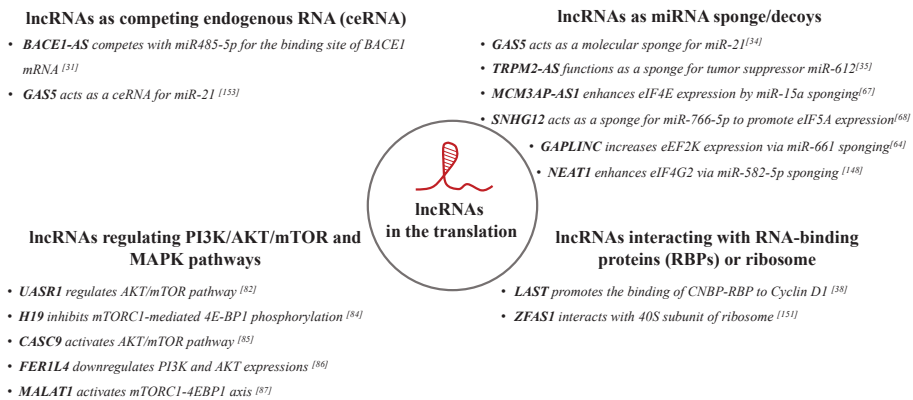 lncRNAs as competing endogenous RNA (ceRNA)
• BACE1-AS competes with miR485-5p for the binding site of BACE1
mRNA [31]
• GAS5 acts as a ceRNA for miR-21 [153]
lncRNAs as miRNA sponge/decoys
• GAS5 acts as a molecular sponge for miR-21[34]
• TRPM2-AS functions as a sponge for tumor suppressor miR-612[35]
• MCM3AP-AS1 enhances eIF4E expression by miR-15a sponging[67]
• SNHG12 acts as a sponge for miR-766-5p to promote eIF5A expression[68]
• GAPLINC increases eEF2K expression via miR-661 sponging[64]
• NEAT1 enhances eIF4G2 via miR-582-5p sponging [148]
lncRNAs
in the translation
lncRNAs regulating PI3K/AKT/mTOR and
MAPK pathways
• UASR1 regulates AKT/mTOR pathway [82]
• H19 inhibits mTORC1-mediated 4E-BP1 phosphorylation [84]
• CASC9 activates AKT/mTOR pathway [85]
• FER1L4 downregulates PI3K and AKT expressions [86]
• MALAT1 activates mTORC1-4EBP1 axis [87]
lncRNAs interacting with RNA-binding
proteins (RBPs) or ribosome
• LAST promotes the binding of CNBP-RBP to Cyclin D1 [38]
• ZFAS1 interacts with 40S subunit of ribosome [151]